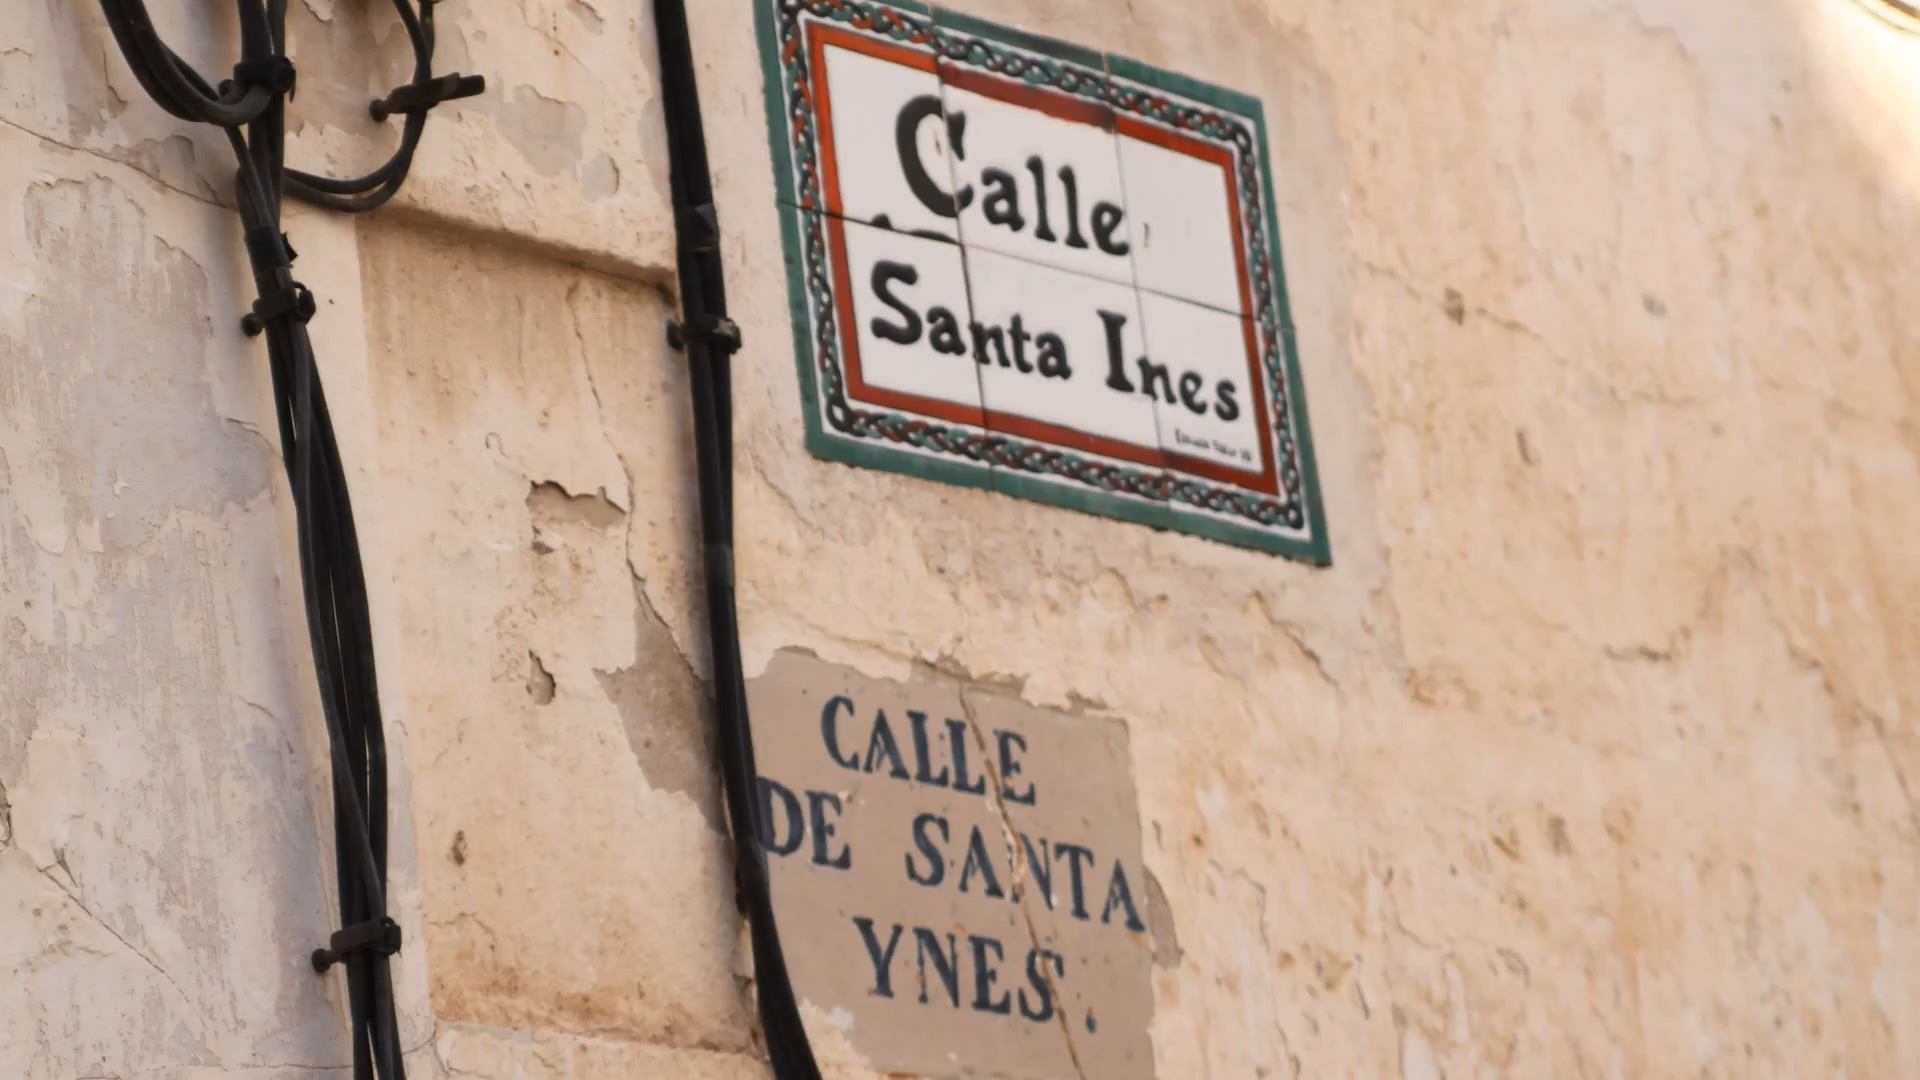 Calle
Santa Ines
CALLE
DE SANTA
YNES.